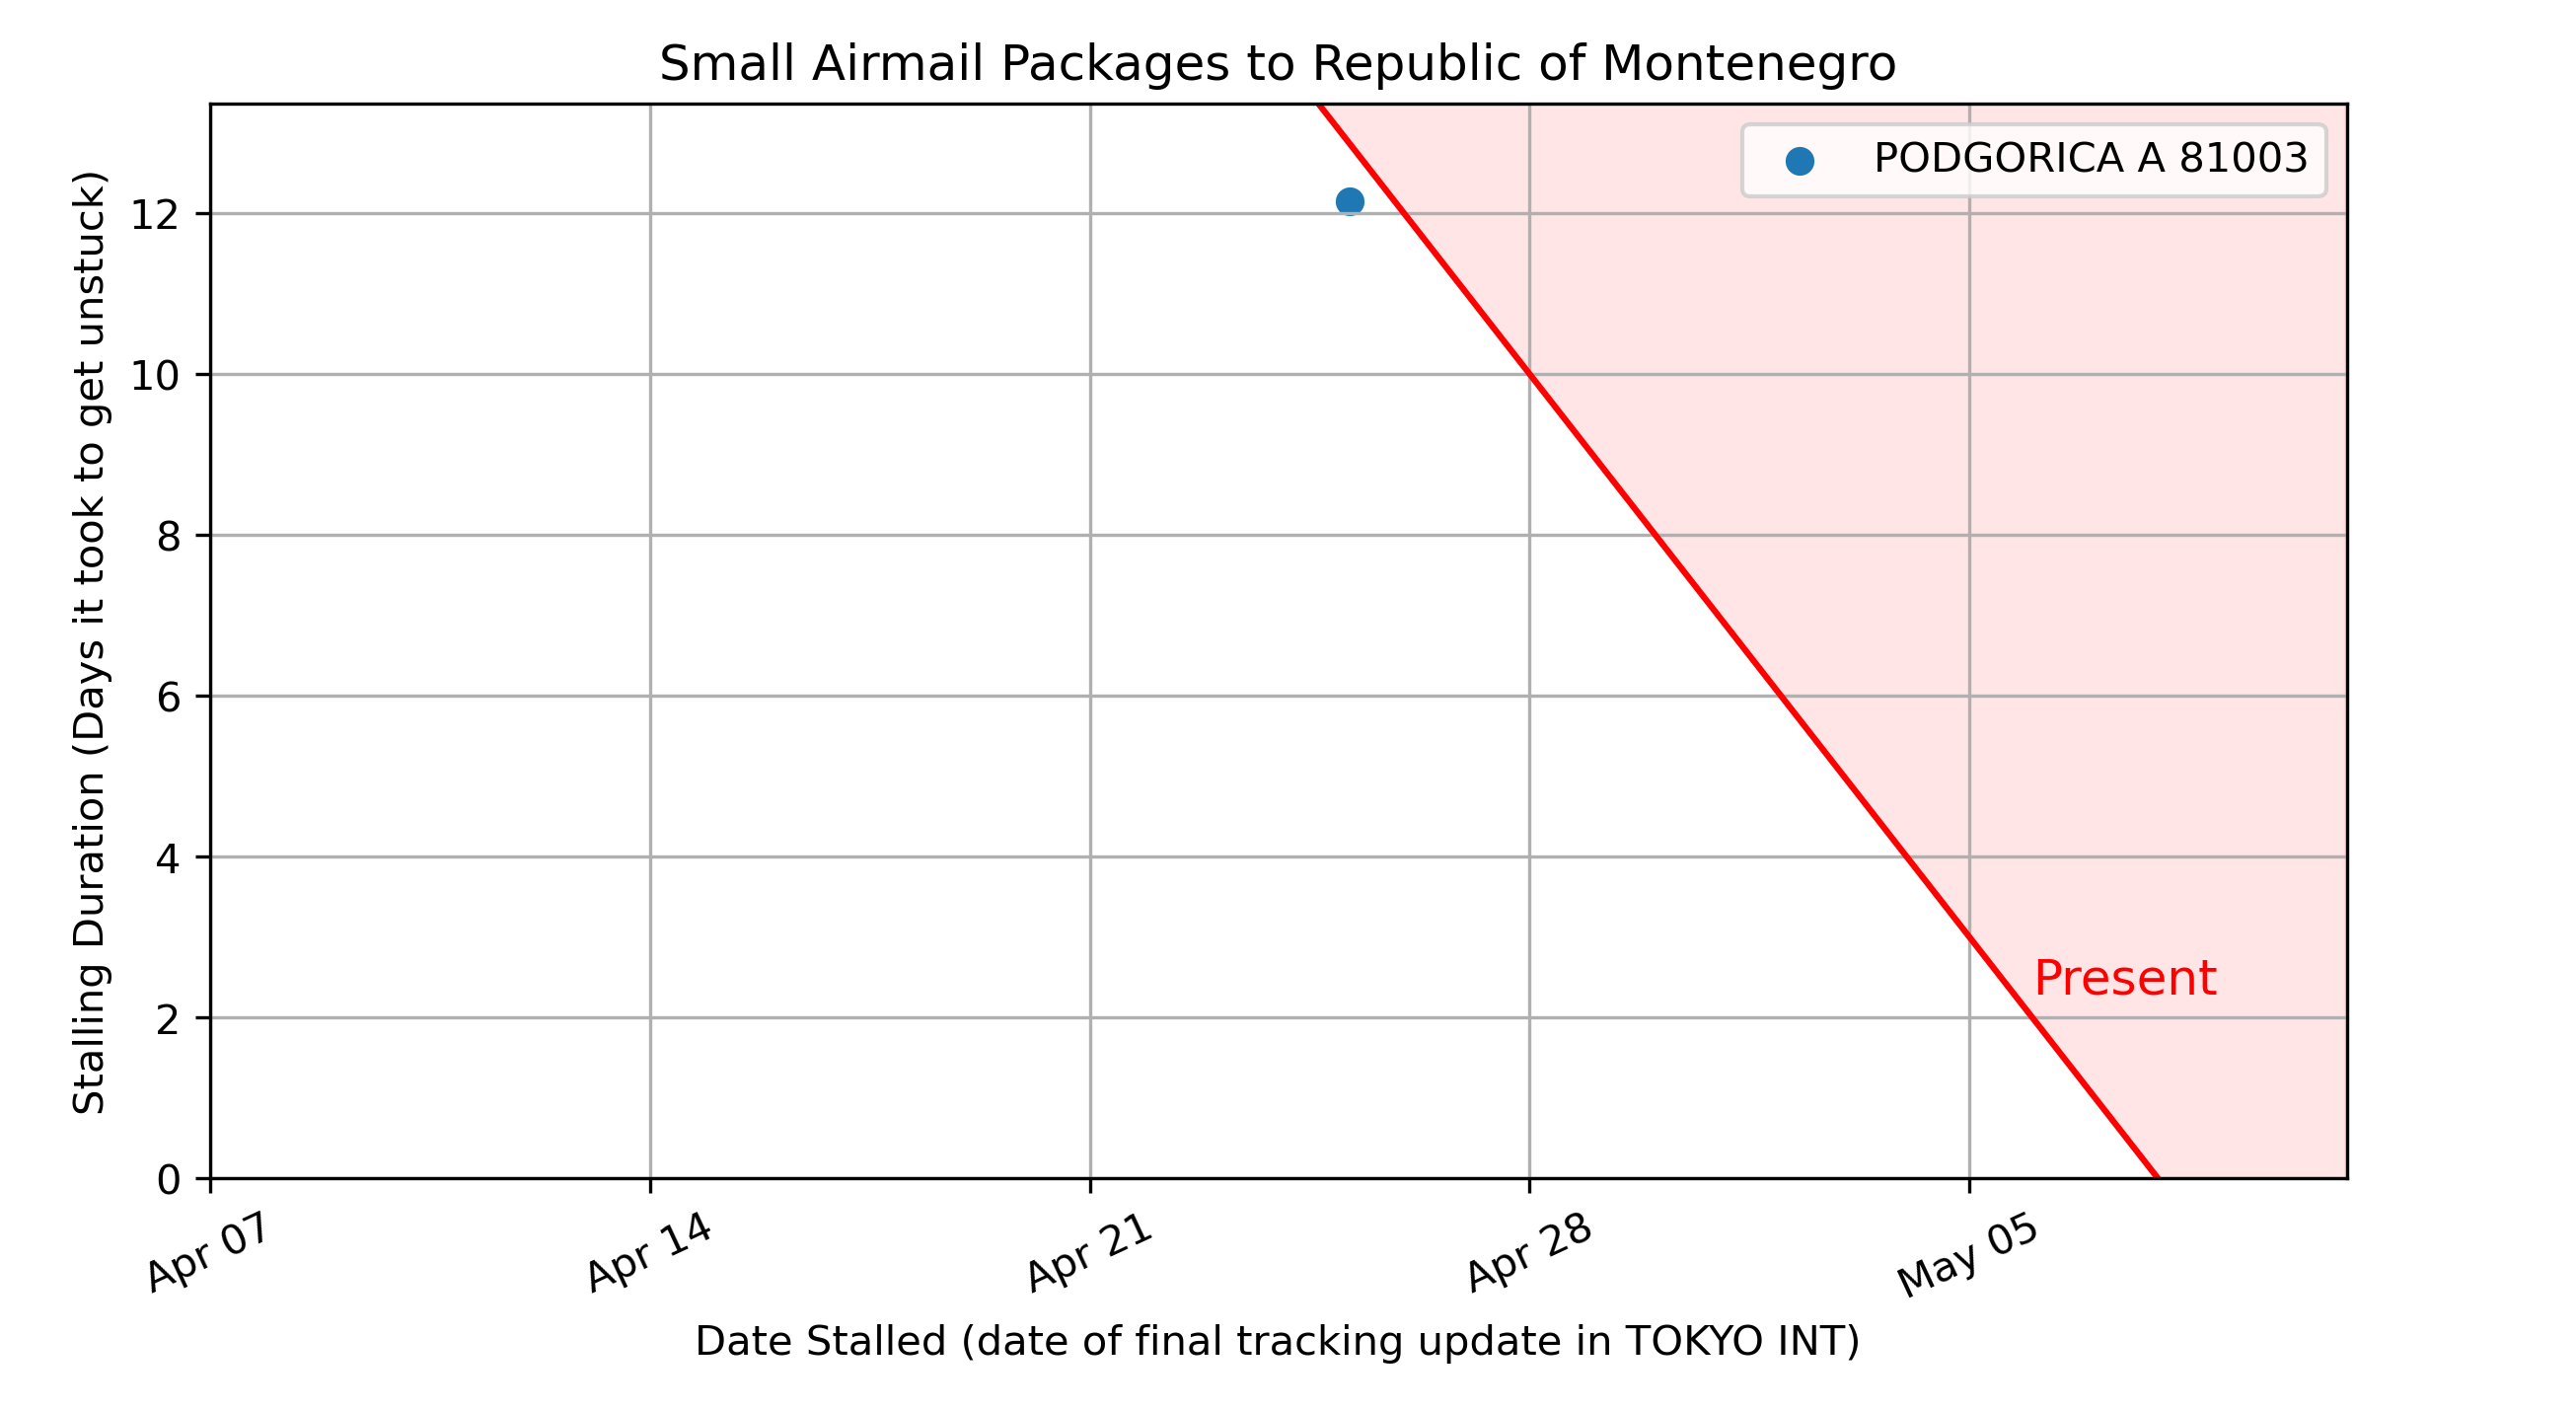 Small Airmail Packages to Republic of Montenegro
PODGORICA A 81003
Stalling Duration (Days it took to get unstuck)
12
10
8
6
4
2
0
Present
Apr 07
Apr 14
Apr 21
Apr 28
May 05
Date Stalled (date of final tracking update in TOKYO INT)